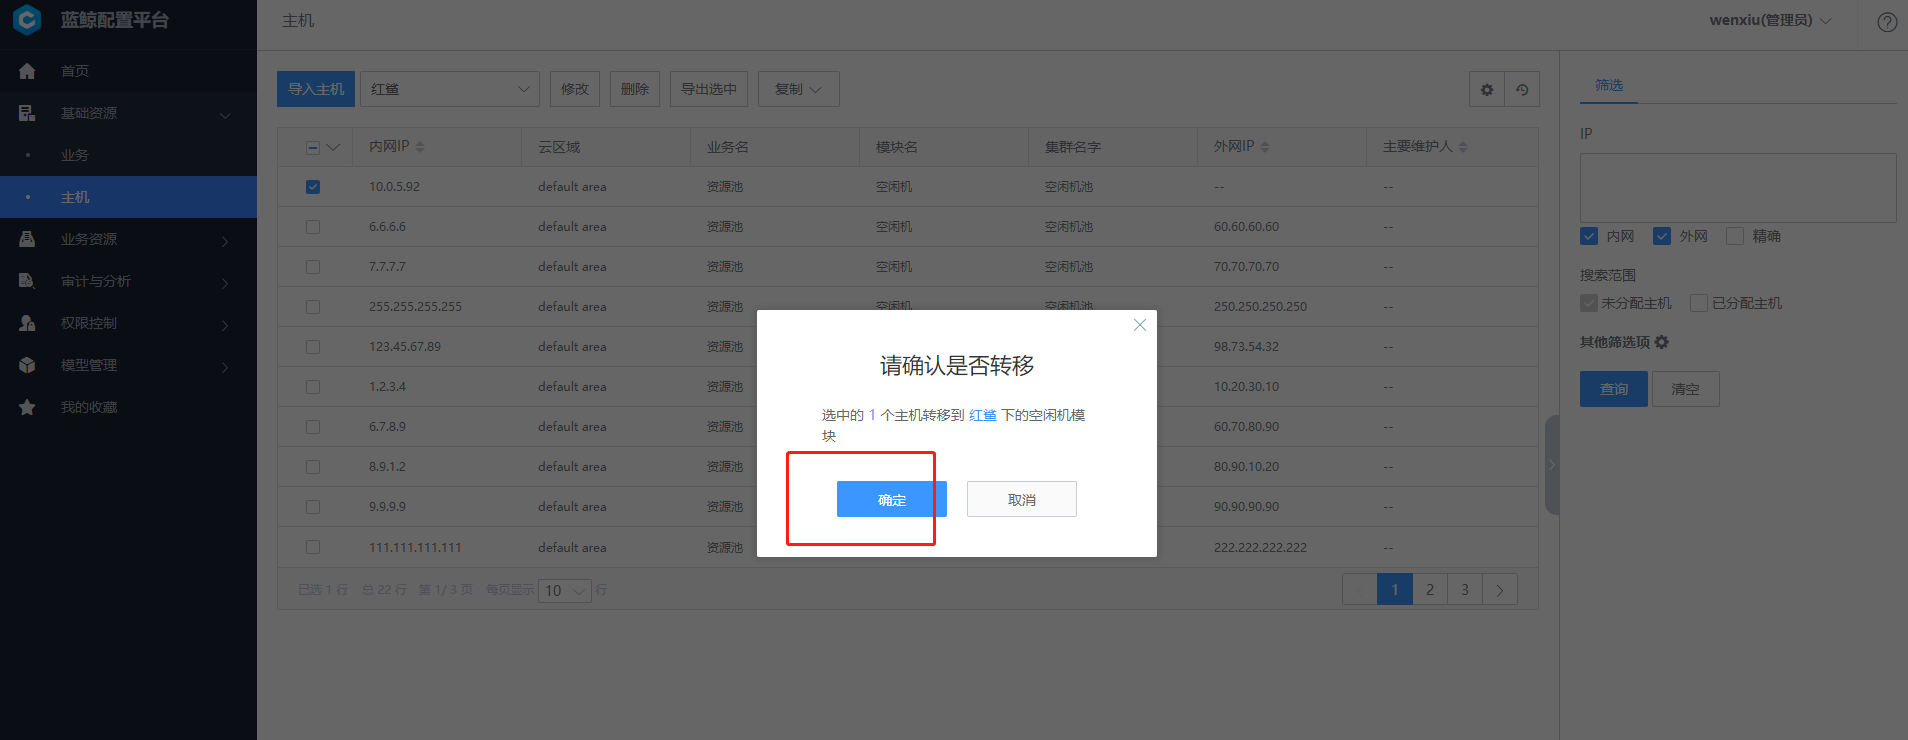 蓝鲸配置平台
主机
wenxiu(管理员)
首页
基础资源
业务
主机
业务资源
审计与分析
权限控制
模型管理
我的收藏
导入主机 红鲨 修改 删除 导出选中 复制
内网IP 云区域 业务名 模块名 集群名字 外网IP 主要维护人
10.0.5.92 default area 资源池 空闲机 空闲机池 -- --
6.6.6.6 default area 资源池 空闲机 空闲机池 60.60.60.60 --
7.7.7.7 default area 资源池 空闲机 空闲机池 70.70.70.70 --
255.255.255.255 default area 资源池 空闲机 空闲机池 250.250.250.250 --
123.45.67.89 default area 资源池 98.73.54.32 --
1.2.3.4 default area 资源池 10.20.30.10 --
6.7.8.9 default area 资源池 60.70.80.90 --
8.9.1.2 default area 资源池 80.90.10.20 --
9.9.9.9 default area 资源池 90.90.90.90 --
111.111.111.111 default area 资源池 222.222.222.222 --
已选 1 行 总 22 行 第 1/ 3 页 每页显示 10 行
1 2 3
请确认是否转移
选中的 1 个主机转移到 红鲨 下的空闲机模
块
确定 取消
筛选
IP
内网 外网 精确
搜索范围
未分配主机 已分配主机
其他筛选项
查询 清空